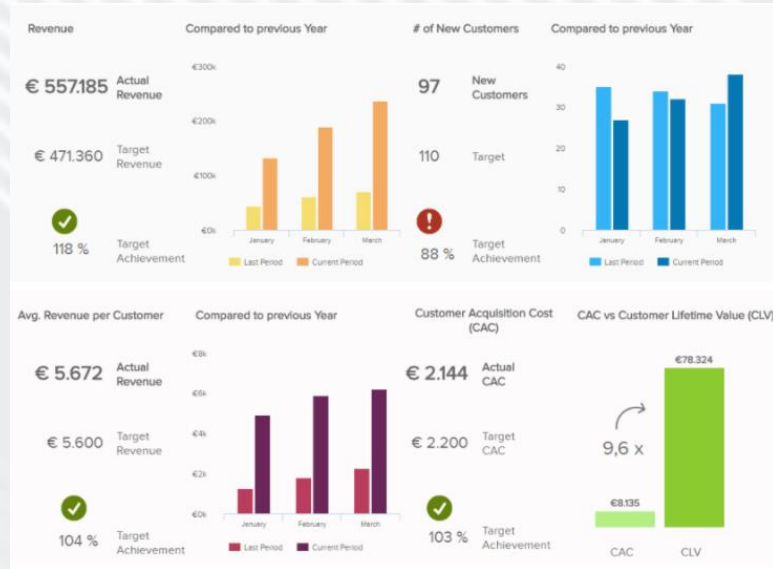 Revenue
Compared to previous Year
# of New Customers
Compared to previous Year
€ 557.185
Actual
Revenue
€300k
€200k
€100k
€0k
January
February
March
Last Period
Current Period
€ 471.360
Target
Revenue
118 %
Target
Achievement
97
New
Customers
110
Target
88 %
Target
Achievement
40
30
20
10
0
January
February
March
Last Period
Current Period
Avg. Revenue per Customer
Compared to previous Year
Customer Acquisition Cost
(CAC)
CAC vs Customer Lifetime Value (CLV)
€ 5.672
Actual
Revenue
€ 5.600
Target
Revenue
104 %
Target
Achievement
€8k
€6k
€4k
€2k
€0k
January
February
March
Last Period
Current Period
€ 2.144
Actual
CAC
€ 2.200
Target
CAC
103 %
Target
Achievement
€78.324
9,6 x
€8.135
CAC
CLV